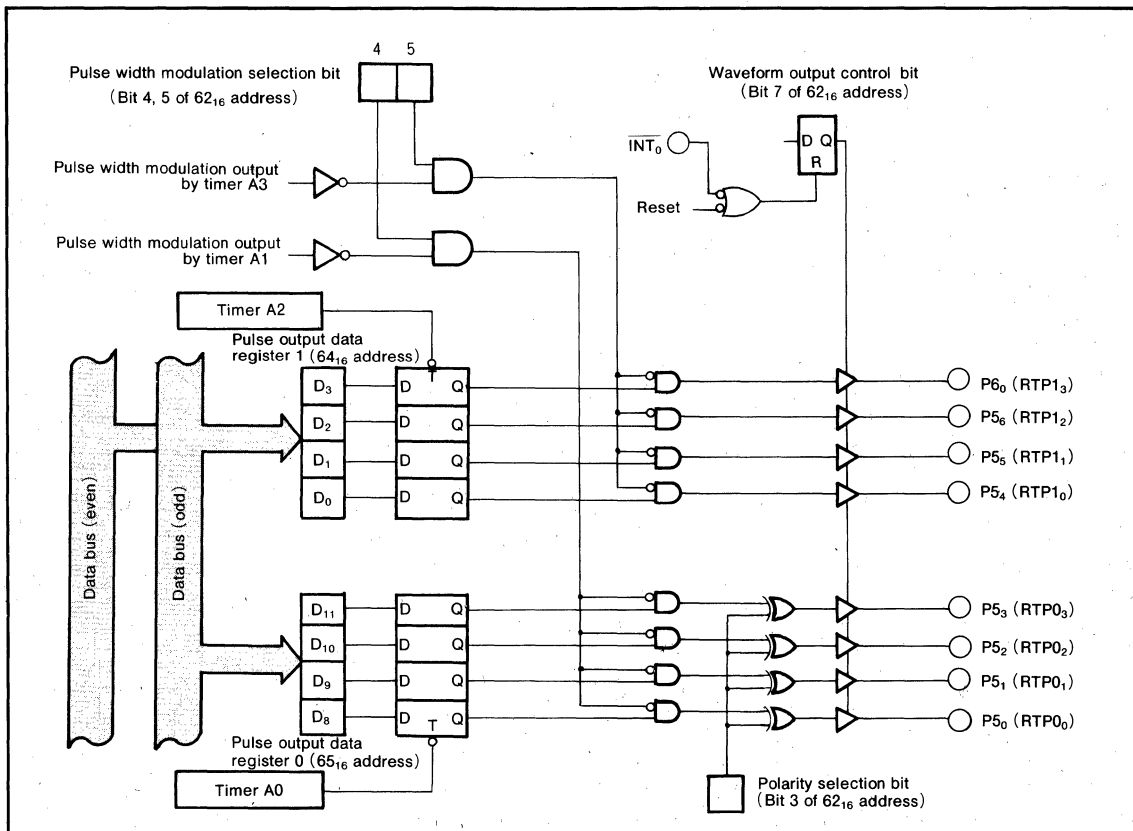 4 5
Pulse width modulation selection bit
(Bit 4, 5 of 62₁₆ address)
Waveform output control bit
(Bit 7 of 62₁₆ address)
D Q
R
INT₀
Reset
Pulse width modulation output
by timer A3
Pulse width modulation output
by timer A1
Timer A2
Pulse output data
register 1 (64₁₆ address)
T
D₃ D Q P6₀ (RTP1₃)
D₂ D Q P5₆ (RTP1₂)
D₁ D Q P5₅ (RTP1₁)
D₀ D Q P5₄ (RTP1₀)
Data bus (even)
Data bus (odd)
D₁₁ D Q P5₃ (RTP0₃)
D₁₀ D Q P5₂ (RTP0₂)
D₉ D Q P5₁ (RTP0₁)
D₈ D T Q P5₀ (RTP0₀)
Pulse output data
register 0 (65₁₆ address)
Timer A0
Polarity selection bit
(Bit 3 of 62₁₆ address)